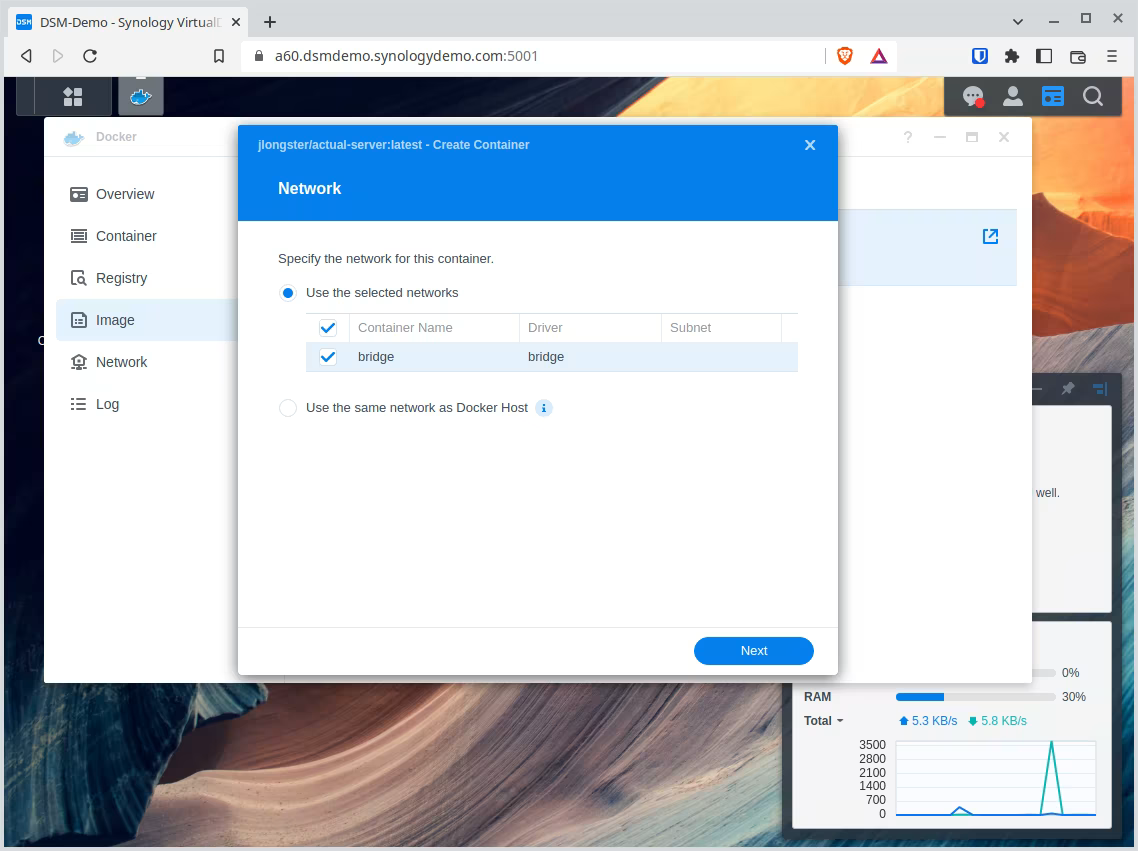 DSM
DSM-Demo - Synology VirtualD
a60.dsmdemo.synologydemo.com:5001
Docker
?
jlongster/actual-server:latest - Create Container
Network
Overview
Container
Registry
Image
Network
Log
Specify the network for this container.
Use the selected networks
Container Name Driver Subnet
bridge bridge
Use the same network as Docker Host i
Next
well.
0%
RAM 30%
Total 5.3 KB/s 5.8 KB/s
3500
2800
2100
1400
700
0